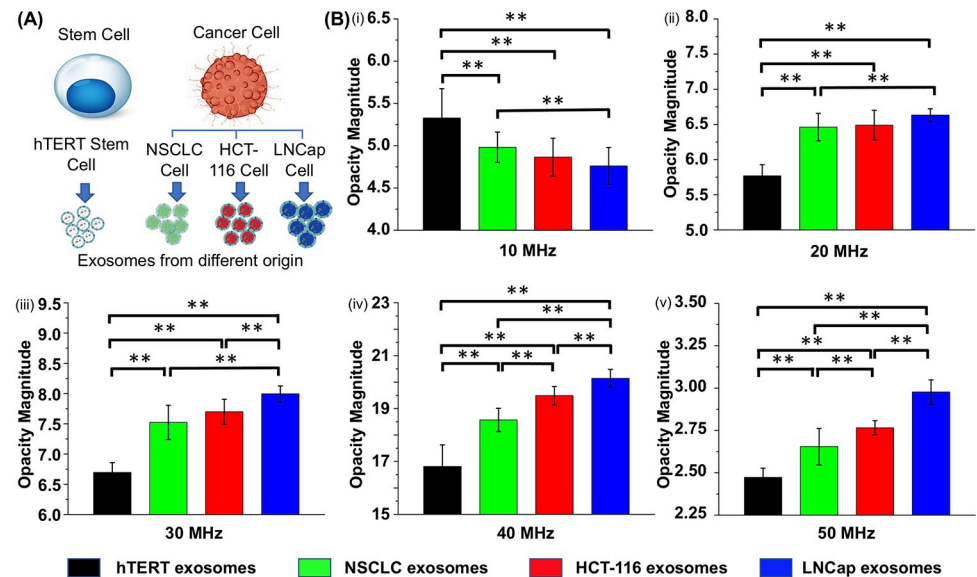 (A)
Stem Cell
Cancer Cell
hTERT Stem
Cell
NSCLC
Cell
HCT-
116 Cell
LNCap
Cell
Exosomes from different origin
(B)
(i)
Opacity Magnitude
6.5
6.0
5.5
5.0
4.5
4.0
**
**
**
**
10 MHz
(ii)
Opacity Magnitude
8.0
7.5
7.0
6.5
6.0
5.5
5.0
**
**
**
**
20 MHz
(iii)
Opacity Magnitude
9.5
9.0
8.5
8.0
7.5
7.0
6.5
6.0
**
**
**
**
**
30 MHz
(iv)
Opacity Magnitude
23
21
19
17
15
**
**
**
**
**
**
40 MHz
(v)
Opacity Magnitude
3.50
3.25
3.00
2.75
2.50
2.25
**
**
**
**
**
**
50 MHz
hTERT exosomes
NSCLC exosomes
HCT-116 exosomes
LNCap exosomes